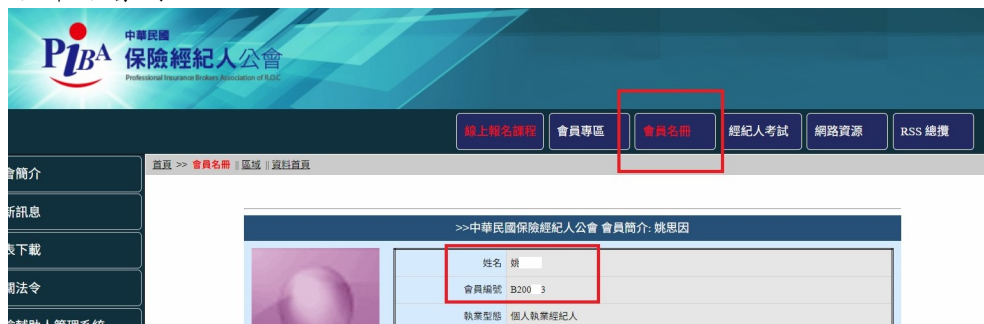 PIBA
中華民國
保險經紀人公會
Professional Insurance Brokers Association of R.O.C
線上報名課程 會員專區 會員名冊 經紀人考試 網路資源 RSS 總攬
首頁 >> 會員名冊 || 區域 || 資料首頁
會簡介
新訊息
表下載
關法令
>>中華民國保險經紀人公會 會員簡介: 姚思因
姓名 姚
會員編號 B200 3
執業型態 個人執業經紀人